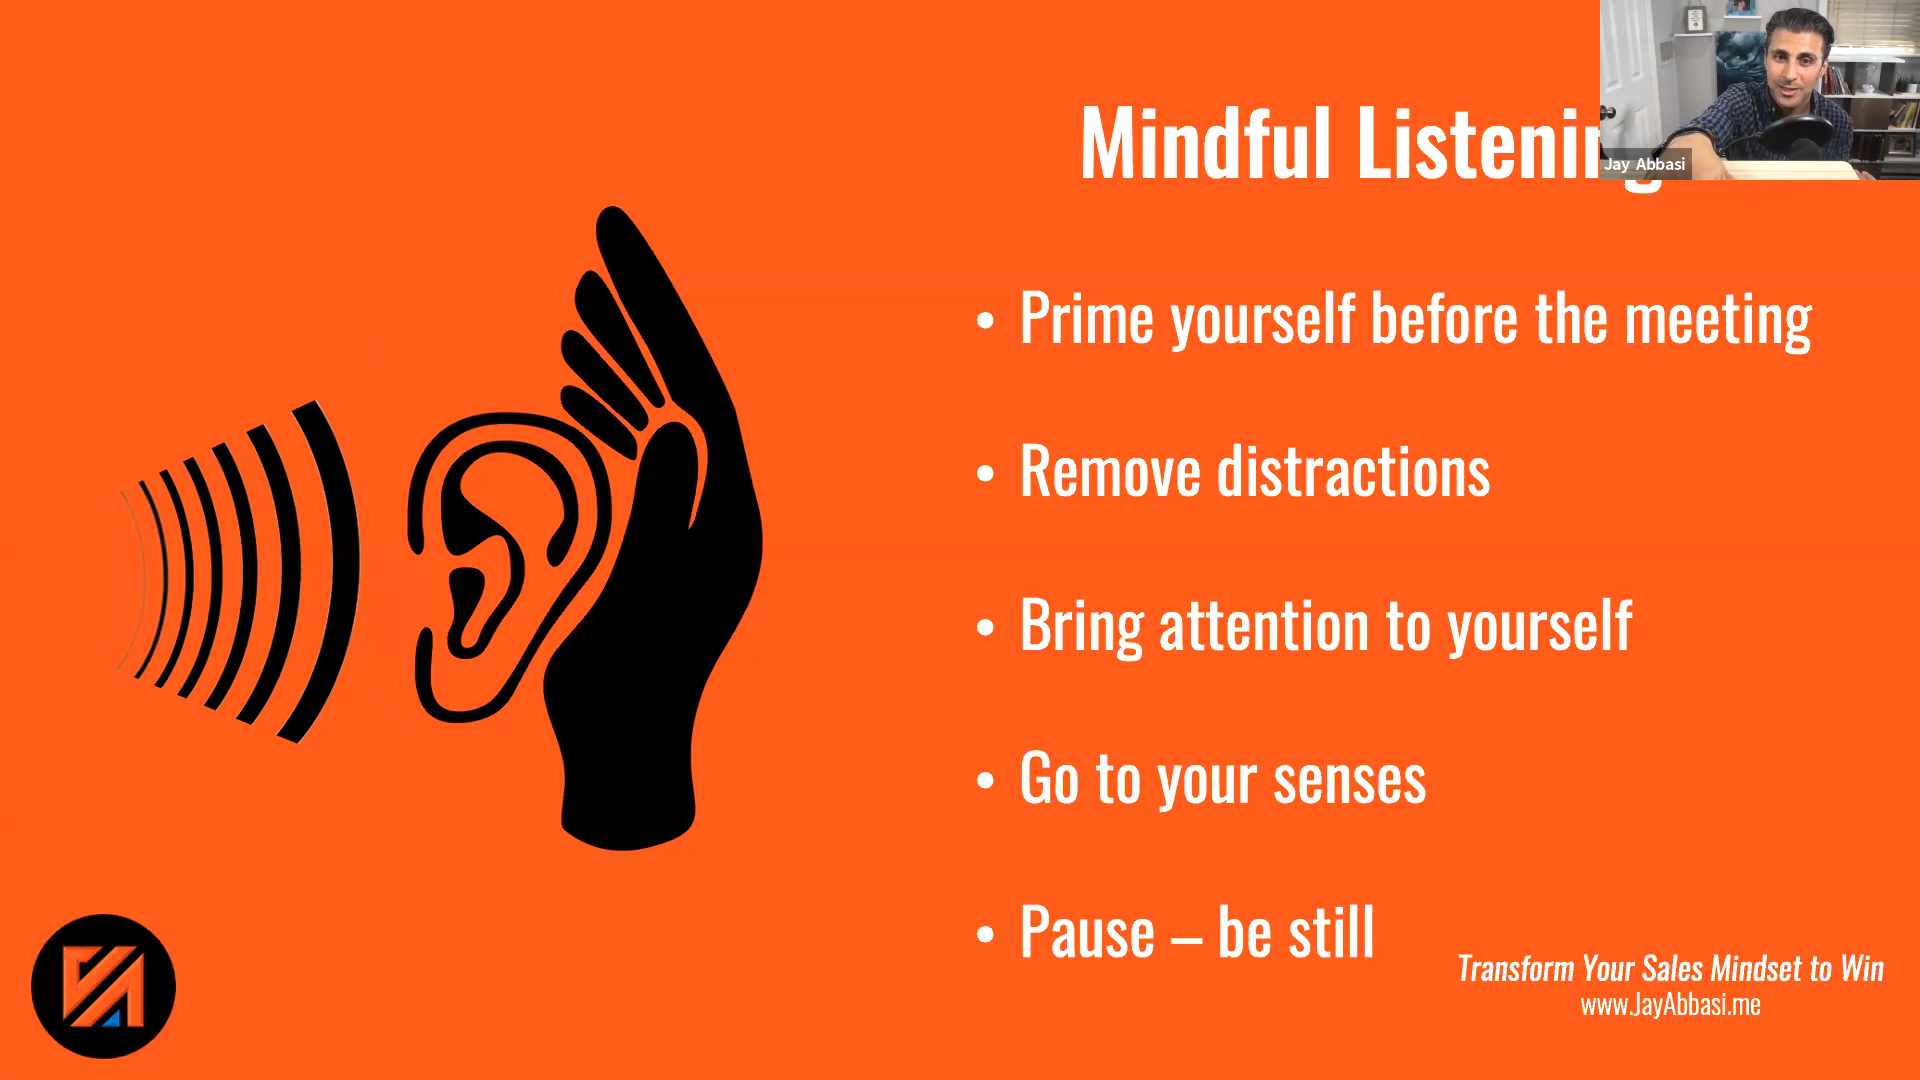 Mindful Listening
Jay Abbasi
• Prime yourself before the meeting
• Remove distractions
• Bring attention to yourself
• Go to your senses
• Pause – be still
Transform Your Sales Mindset to Win
www.JayAbbasi.me